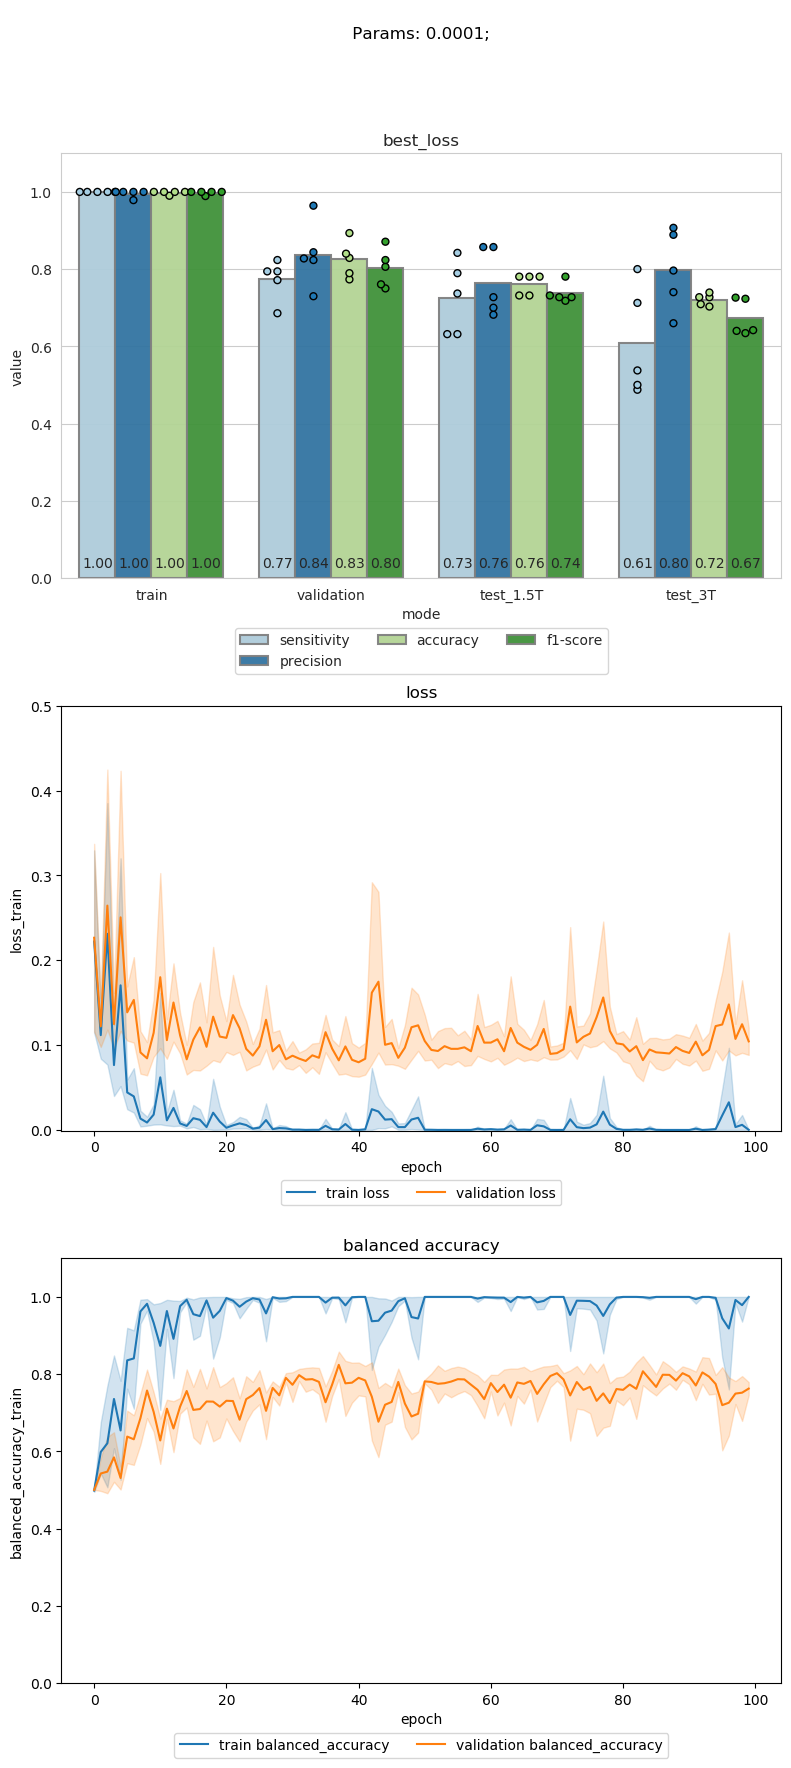 Params: 0.0001;
best_loss
1.0
0.8
0.6
0.4
0.2
0.0
value
1.00 1.00 1.00 1.00 0.77 0.84 0.83 0.80 0.73 0.76 0.76 0.74 0.61 0.80 0.72 0.67
train validation test_1.5T test_3T
mode
sensitivity accuracy f1-score
precision
loss
0.5
0.4
0.3
0.2
0.1
0.0
loss_train
0 20 40 60 80 100
epoch
train loss validation loss
balanced accuracy
1.0
0.8
0.6
0.4
0.2
0.0
balanced_accuracy_train
0 20 40 60 80 100
epoch
train balanced_accuracy validation balanced_accuracy